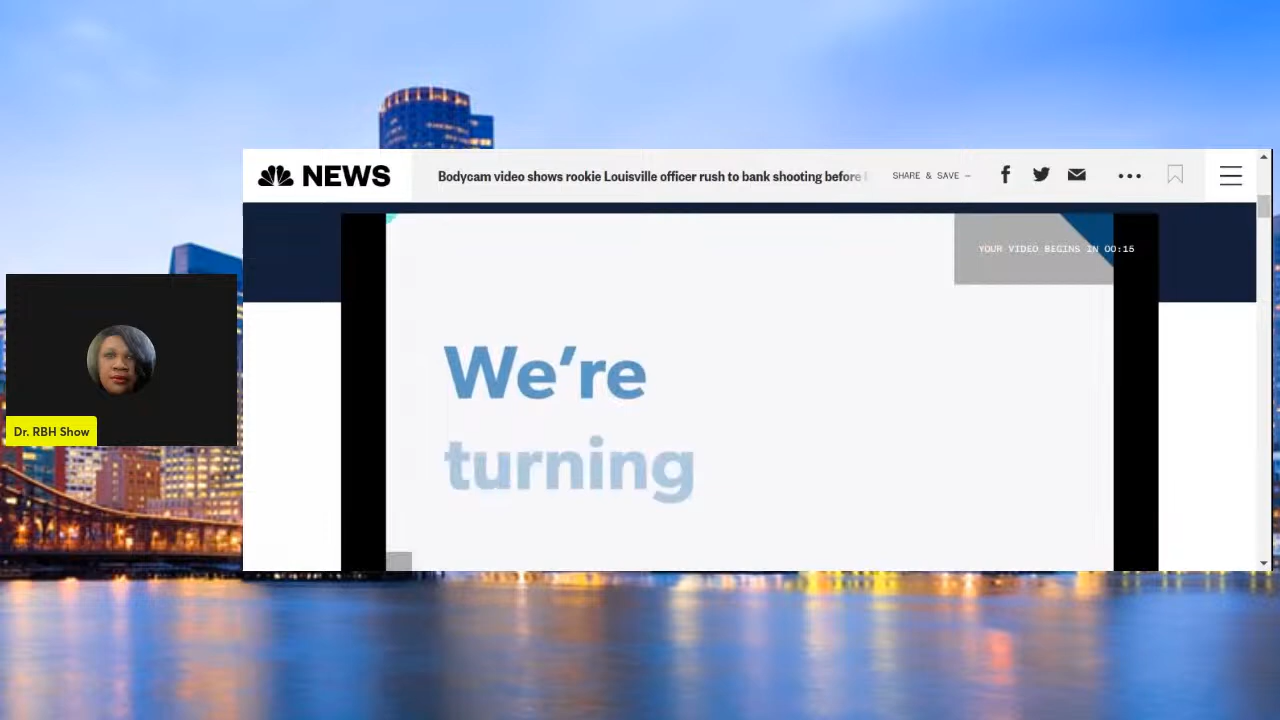 NEWS
Bodycam video shows rookie Louisville officer rush to bank shooting before
SHARE & SAVE —
YOUR VIDEO BEGINS IN 00:15
We're
turning
Dr. RBH Show